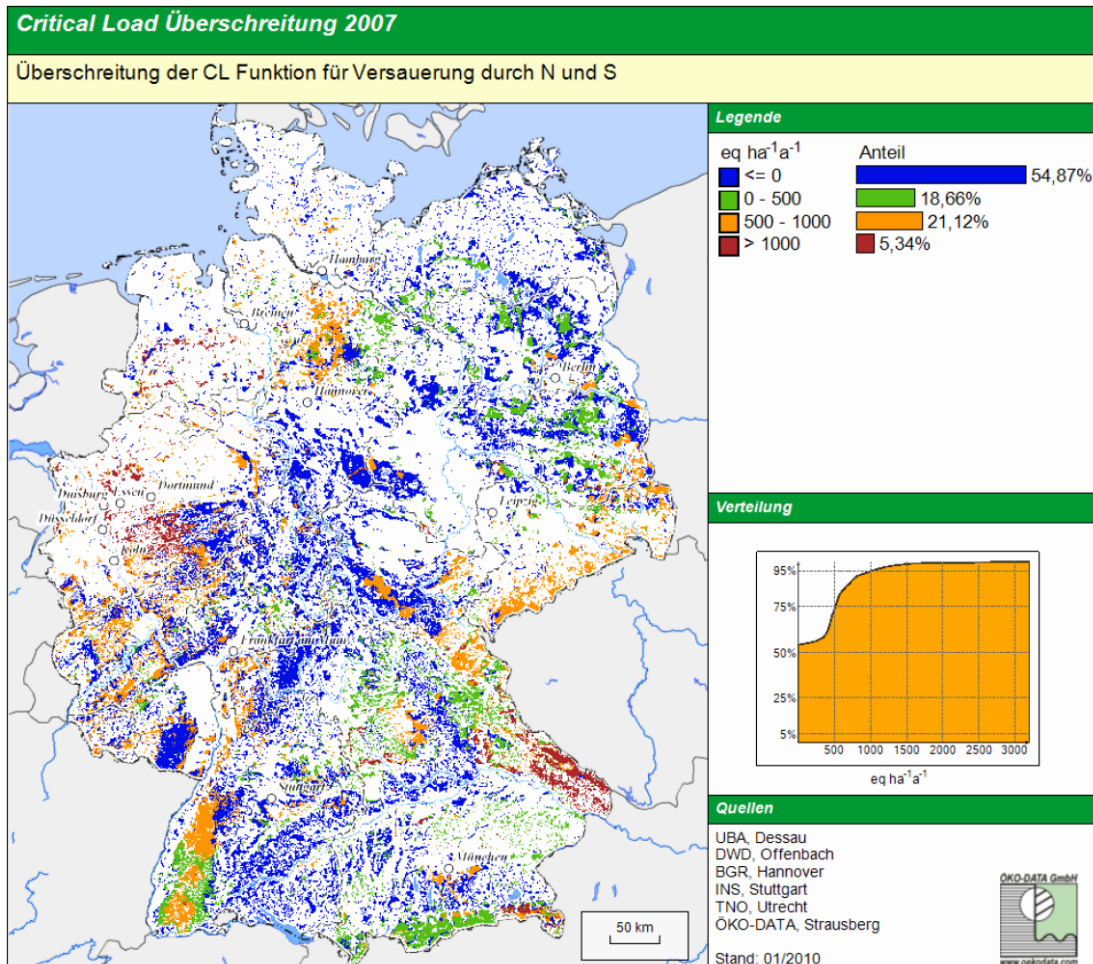 Critical Load Überschreitung 2007
Überschreitung der CL Funktion für Versauerung durch N und S
Legende
eq ha⁻¹a⁻¹ Anteil
<= 0 54,87%
0 - 500 18,66%
500 - 1000 21,12%
> 1000 5,34%
Hamburg
Bremen
Berlin
Hannover
Dortmund
Duisburg Essen
Düsseldorf
Leipzig
Köln
Frankfurt am Main
Stuttgart
München
50 km
Verteilung
95%
75%
50%
25%
5%
500 1000 1500 2000 2500 3000
eq ha⁻¹a⁻¹
Quellen
UBA, Dessau
DWD, Offenbach
BGR, Hannover
INS, Stuttgart
TNO, Utrecht
ÖKO-DATA, Strausberg
Stand: 01/2010
ÖKO-DATA GmbH
www.oekodata.com